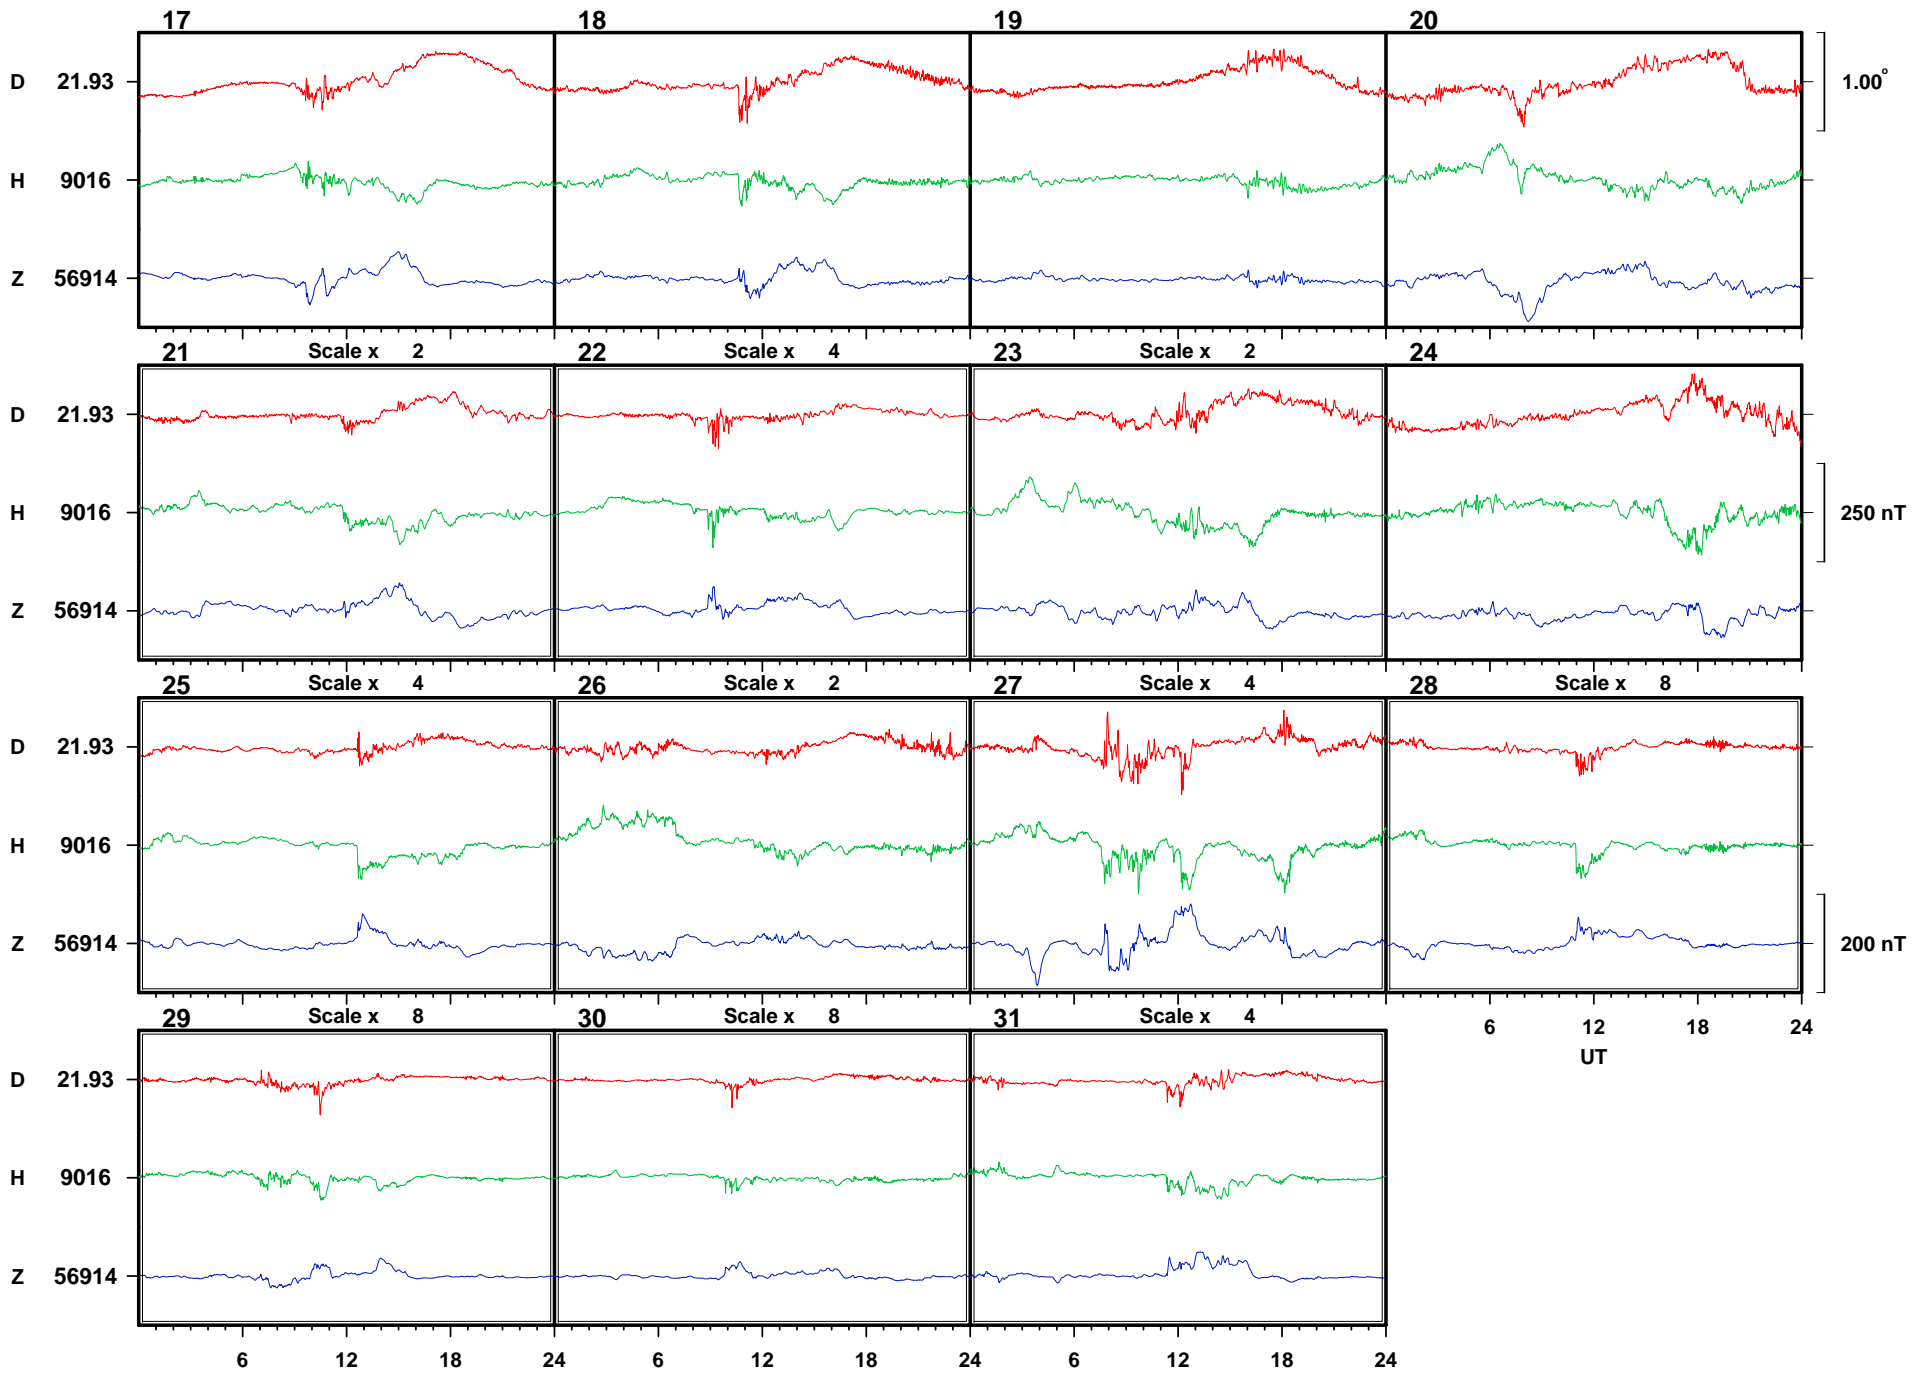 17 18 19 20
D 21.93 1.00°
H 9016
Z 56914
21 Scale x 2 22 Scale x 4 23 Scale x 2 24
D 21.93
H 9016 250 nT
Z 56914
25 Scale x 4 26 Scale x 2 27 Scale x 4 28 Scale x 8
D 21.93
H 9016
Z 56914 200 nT
29 Scale x 8 30 Scale x 8 31 Scale x 4 6 12 18 24
UT
D 21.93
H 9016
Z 56914
6 12 18 24 6 12 18 24 6 12 18 24